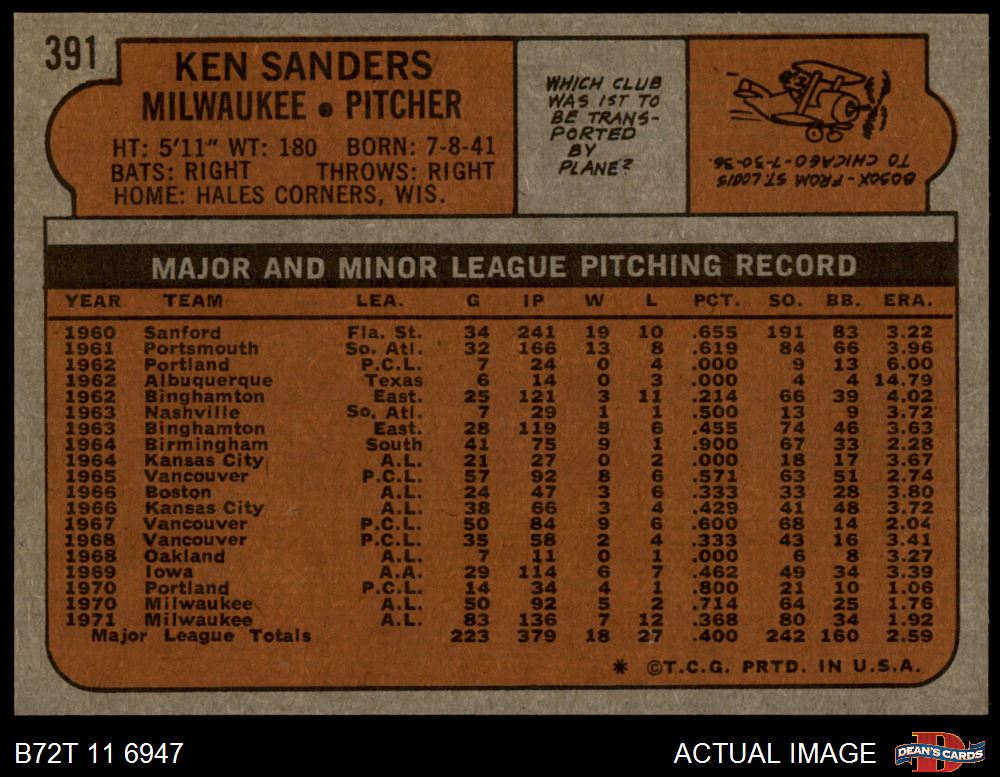 391
KEN SANDERS
MILWAUKEE • PITCHER
HT: 5'11" WT: 180 BORN: 7-8-41
BATS: RIGHT THROWS: RIGHT
HOME: HALES CORNERS, WIS.
WHICH CLUB
WAS 1ST TO
BE TRANS-
PORTED
BY
PLANE?
BOSOX - FROM ST LOUIS
TO CHICAGO - 7-30-36.
MAJOR AND MINOR LEAGUE PITCHING RECORD
YEAR TEAM LEA. G IP W L PCT. SO. BB. ERA.
1960 Sanford Fla. St. 34 241 19 10 .655 191 83 3.22
1961 Portsmouth So. Atl. 32 166 13 8 .619 84 66 3.96
1962 Portland P.C.L. 7 24 0 4 .000 9 13 6.00
1962 Albuquerque Texas 6 14 0 3 .000 4 4 14.79
1962 Binghamton East. 25 121 3 11 .214 66 39 4.02
1963 Nashville So. Atl. 7 29 1 1 .500 13 9 3.72
1963 Binghamton East. 28 119 5 6 .455 74 46 3.63
1964 Birmingham South 41 75 9 1 .900 67 33 2.28
1964 Kansas City A.L. 21 27 0 2 .000 18 17 3.67
1965 Vancouver P.C.L. 57 92 8 6 .571 63 51 2.74
1966 Boston A.L. 24 47 3 6 .333 33 28 3.80
1966 Kansas City A.L. 38 66 3 4 .429 41 48 3.72
1967 Vancouver P.C.L. 50 84 9 6 .600 68 14 2.04
1968 Vancouver P.C.L. 35 58 2 4 .333 43 16 3.41
1968 Oakland A.L. 7 11 0 1 .000 6 8 3.27
1969 Iowa A.A. 29 114 6 7 .462 49 34 3.39
1970 Portland P.C.L. 14 34 4 1 .800 21 10 1.06
1970 Milwaukee A.L. 50 92 5 2 .714 64 25 1.76
1971 Milwaukee A.L. 83 136 7 12 .368 80 34 1.92
Major League Totals 223 379 18 27 .400 242 160 2.59
* ©T.C.G. PRTD. IN U.S.A.
B72T 11 6947
ACTUAL IMAGE
DEAN'S CARDS